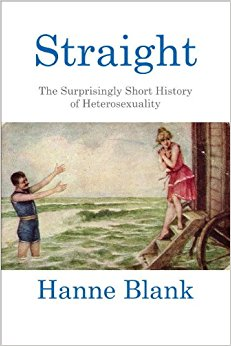 Straight
The Surprisingly Short History
of Heterosexuality
Hanne Blank